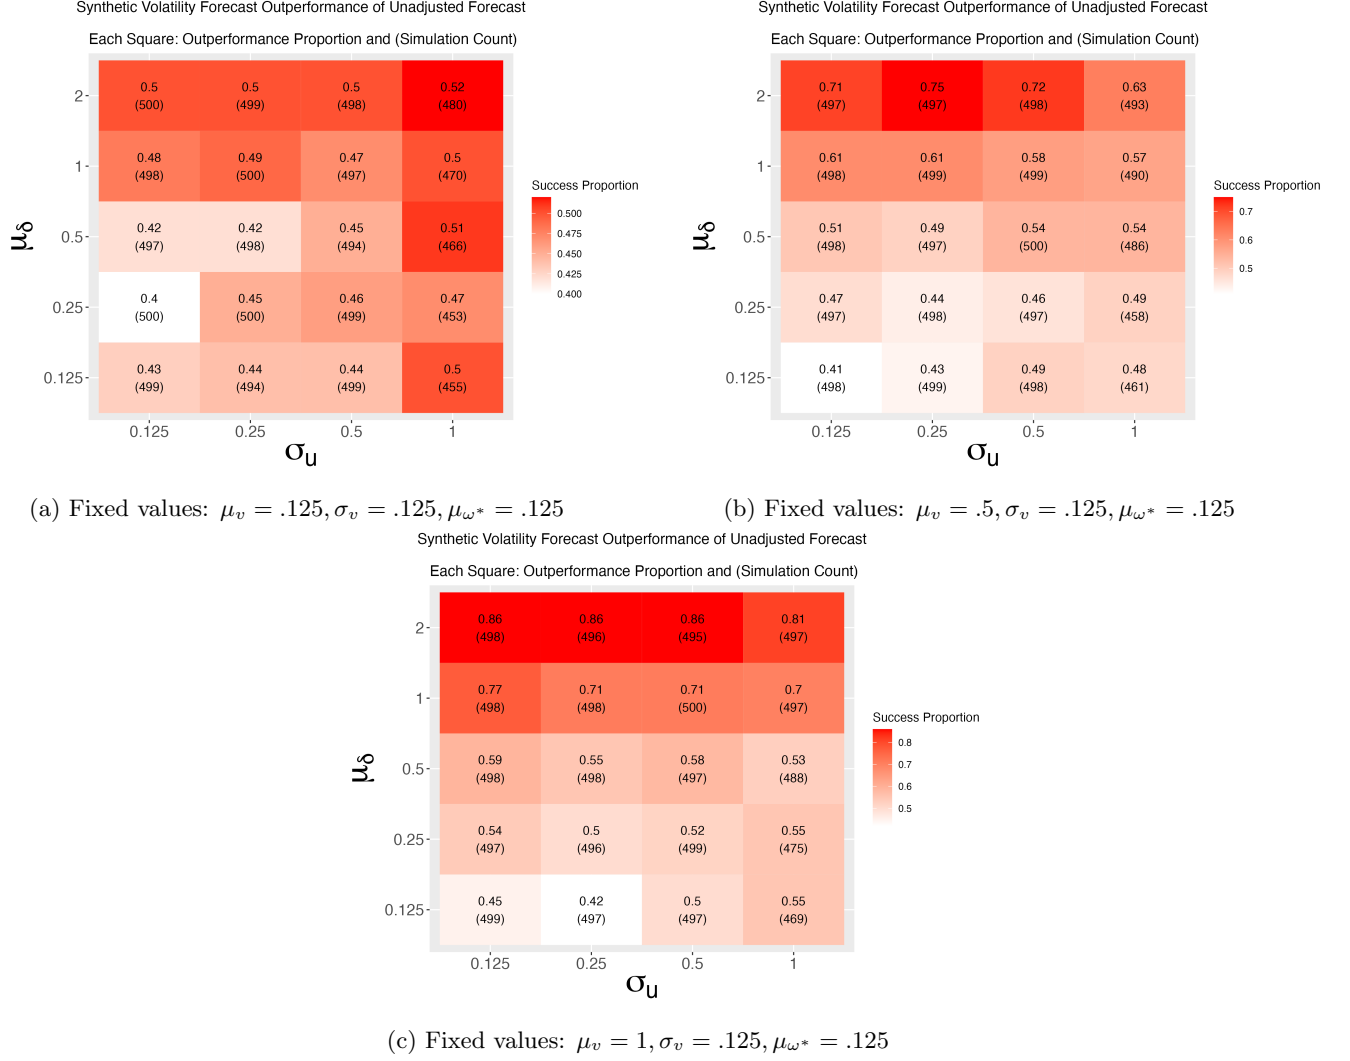 Synthetic Volatility Forecast Outperformance of Unadjusted Forecast
Each Square: Outperformance Proportion and (Simulation Count)
2
0.5 0.5 0.5 0.52
(500) (499) (498) (480)
1
0.48 0.49 0.47 0.5
(498) (500) (497) (470)
0.5
0.42 0.42 0.45 0.51
(497) (498) (494) (466)
0.25
0.4 0.45 0.46 0.47
(500) (500) (499) (453)
0.125
0.43 0.44 0.44 0.5
(499) (494) (499) (455)
μδ
0.125 0.25 0.5 1
σu
Success Proportion
0.500
0.475
0.450
0.425
0.400
(a) Fixed values: μv = .125, σv = .125, μω* = .125
Synthetic Volatility Forecast Outperformance of Unadjusted Forecast
Each Square: Outperformance Proportion and (Simulation Count)
2
0.71 0.75 0.72 0.63
(497) (497) (498) (493)
1
0.61 0.61 0.58 0.57
(498) (499) (499) (490)
0.5
0.51 0.49 0.54 0.54
(498) (497) (500) (486)
0.25
0.47 0.44 0.46 0.49
(497) (498) (497) (458)
0.125
0.41 0.43 0.49 0.48
(498) (499) (498) (461)
μδ
0.125 0.25 0.5 1
σu
Success Proportion
0.7
0.6
0.5
(b) Fixed values: μv = .5, σv = .125, μω* = .125
Synthetic Volatility Forecast Outperformance of Unadjusted Forecast
Each Square: Outperformance Proportion and (Simulation Count)
2
0.86 0.86 0.86 0.81
(498) (496) (495) (497)
1
0.77 0.71 0.71 0.7
(498) (498) (500) (497)
0.5
0.59 0.55 0.58 0.53
(498) (498) (497) (488)
0.25
0.54 0.5 0.52 0.55
(497) (496) (499) (475)
0.125
0.45 0.42 0.5 0.55
(499) (497) (497) (469)
μδ
0.125 0.25 0.5 1
σu
Success Proportion
0.8
0.7
0.6
0.5
(c) Fixed values: μv = 1, σv = .125, μω* = .125